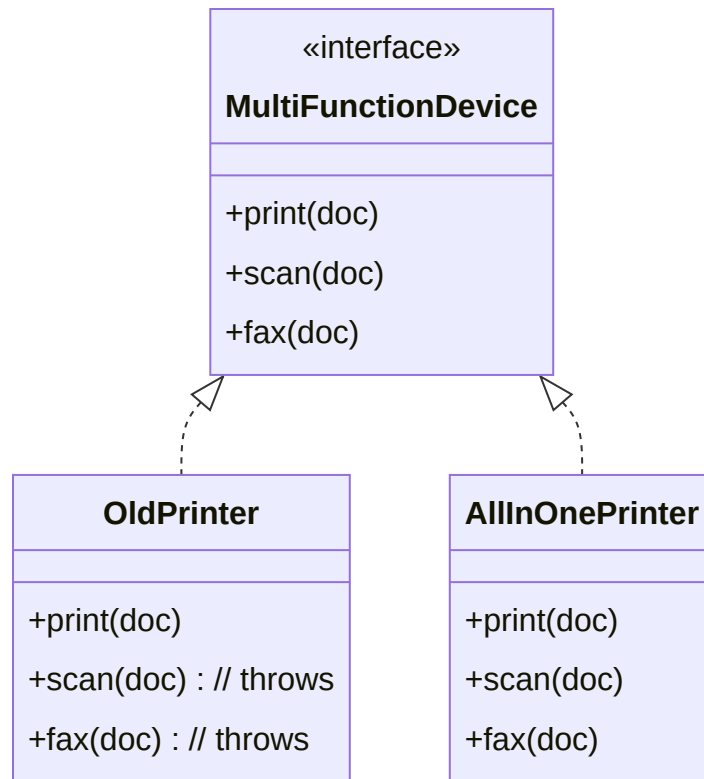 «interface»
MultiFunctionDevice
+print(doc)
+scan(doc)
+fax(doc)
OldPrinter
+print(doc)
+scan(doc) : // throws
+fax(doc) : // throws
AllInOnePrinter
+print(doc)
+scan(doc)
+fax(doc)